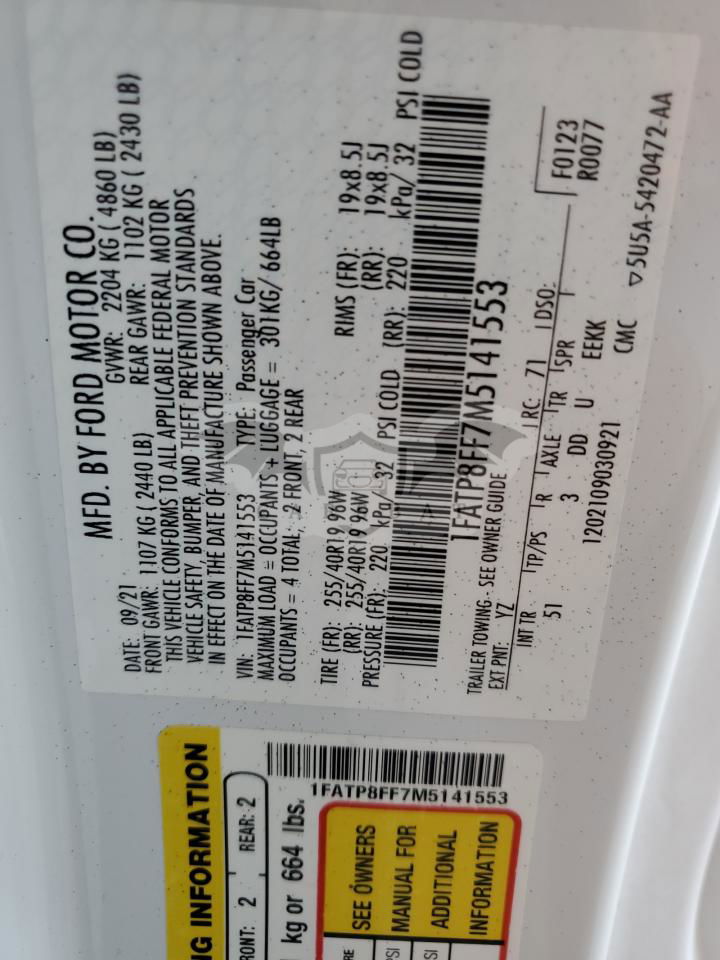 MFD. BY FORD MOTOR CO.
DATE: 09/21 GVWR: 2204 KG ( 4860 LB)
FRONT GAWR: 1107 KG ( 2440 LB) REAR GAWR: 1102 KG ( 2430 LB)
THIS VEHICLE CONFORMS TO ALL APPLICABLE FEDERAL MOTOR
VEHICLE SAFETY, BUMPER, AND THEFT PREVENTION STANDARDS
IN EFFECT ON THE DATE OF MANUFACTURE SHOWN ABOVE.
VIN: 1FATP8FF7M5141553 TYPE: Passenger Car
MAXIMUM LOAD = OCCUPANTS + LUGGAGE = 301KG/ 664LB
OCCUPANTS = 4 TOTAL; 2 FRONT, 2 REAR
TIRE (FR): 255/40R19 96W RIMS (FR): 19x8.5J
(RR): 255/40R19 96W (RR): 19x8.5J
PRESSURE (FR): 220 kPa/ 32 PSI COLD (RR): 220 kPa/ 32 PSI COLD
1FATP8FF7M5141553
TRAILER TOWING - SEE OWNER GUIDE
EXT PNT: YZ RC: 71 DSO: F0123
R0077
INT TR TP/PS R AXLE TR SPR
51 3 DD U EEKK
1202109030921 CMC ▽5U5A-5420472-AA
NG INFORMATION
RONT: 2 REAR: 2
kg or 664 lbs.
1FATP8FF7M5141553
SEE OWNERS
MANUAL FOR
ADDITIONAL
INFORMATION